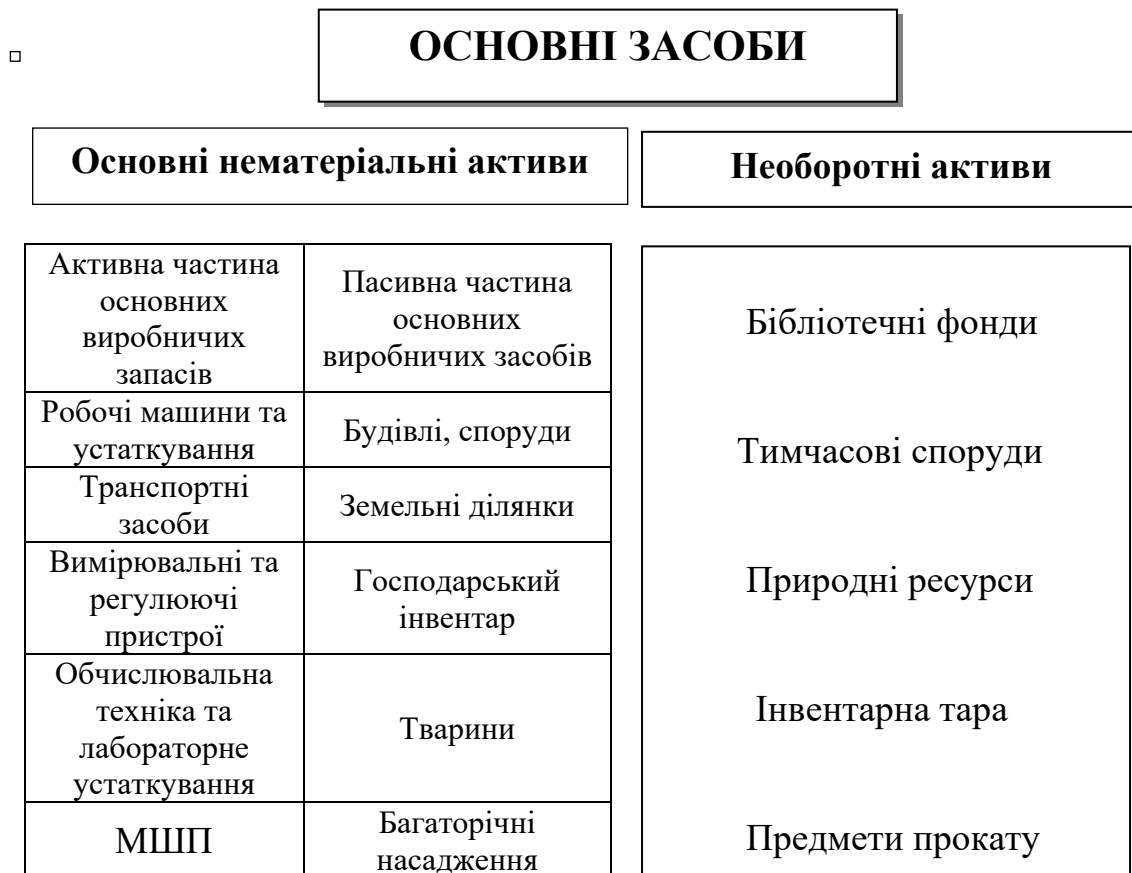 ОСНОВНІ ЗАСОБИ
Основні нематеріальні активи
Необоротні активи
Активна частина
основних
виробничих
запасів
Пасивна частина
основних
виробничих засобів
Робочі машини та
устаткування
Будівлі, споруди
Транспортні
засоби
Земельні ділянки
Вимірювальні та
регулюючі
пристрої
Господарський
інвентар
Обчислювальна
техніка та
лабораторне
устаткування
Тварини
МШП
Багаторічні
насадження
Бібліотечні фонди
Тимчасові споруди
Природні ресурси
Інвентарна тара
Предмети прокату